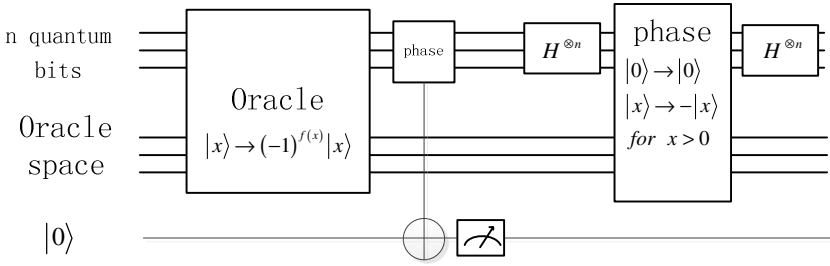 n quantum
bits
Oracle
space
|0⟩
Oracle
|x⟩→(-1)^{f(x)}|x⟩
phase
H^{⊗n}
phase
|0⟩→|0⟩
|x⟩→-|x⟩
for x>0
H^{⊗n}